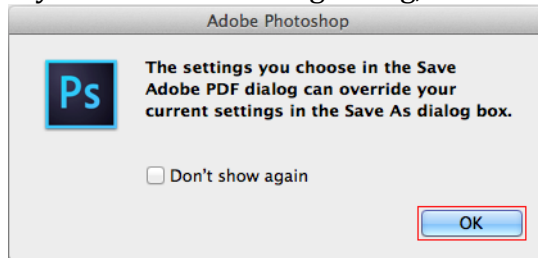 Adobe Photoshop
Ps
The settings you choose in the Save
Adobe PDF dialog can override your
current settings in the Save As dialog box.
Don't show again
OK